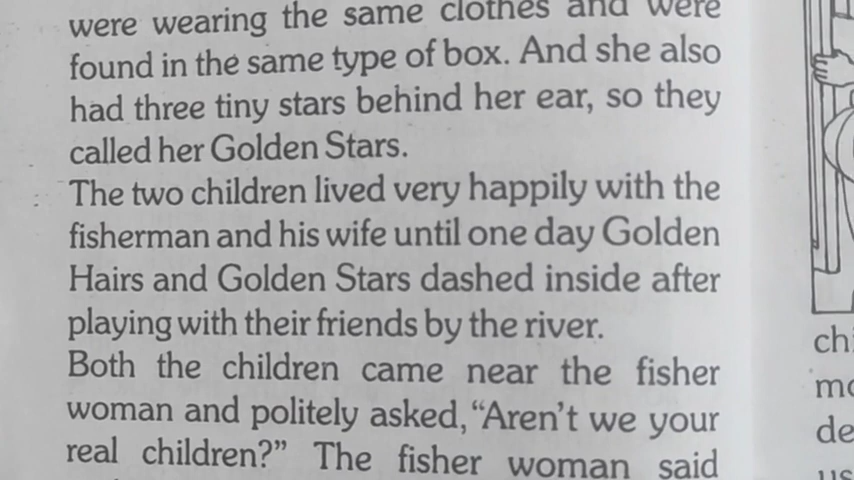 were wearing the same clothes and were
found in the same type of box. And she also
had three tiny stars behind her ear, so they
called her Golden Stars.
The two children lived very happily with the
fisherman and his wife until one day Golden
Hairs and Golden Stars dashed inside after
playing with their friends by the river.
Both the children came near the fisher
woman and politely asked, “Aren’t we your
real children?” The fisher woman said